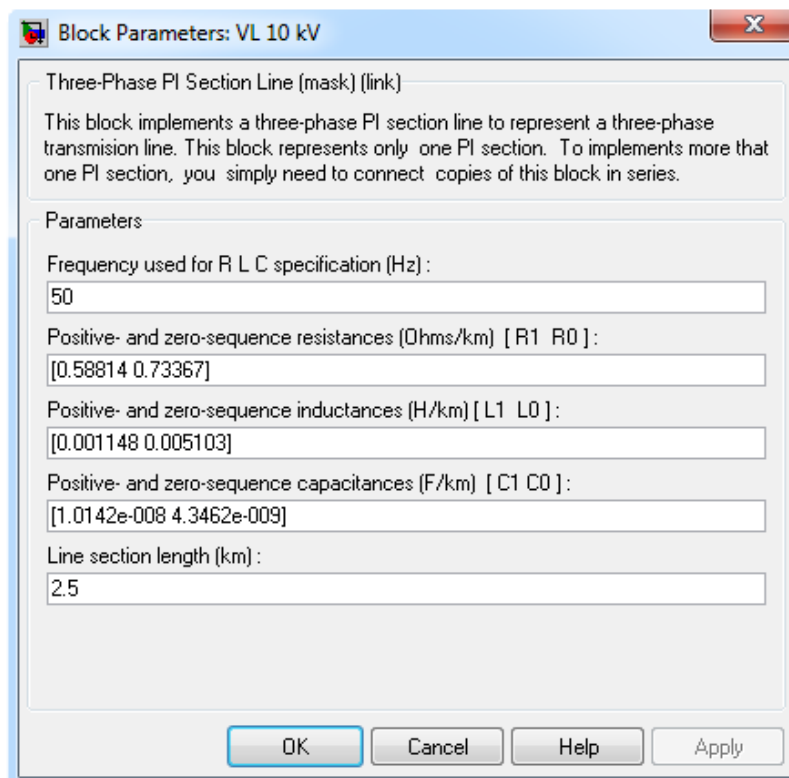 Block Parameters: VL 10 kV
Three-Phase PI Section Line (mask) (link)
This block implements a three-phase PI section line to represent a three-phase
transmision line. This block represents only one PI section. To implements more that
one PI section, you simply need to connect copies of this block in series.
Parameters
Frequency used for R L C specification (Hz) :
50
Positive- and zero-sequence resistances (Ohms/km) [ R1 R0 ] :
[0.58814 0.73367]
Positive- and zero-sequence inductances (H/km) [ L1 L0 ] :
[0.001148 0.005103]
Positive- and zero-sequence capacitances (F/km) [ C1 C0 ] :
[1.0142e-008 4.3462e-009]
Line section length (km) :
2.5
OK Cancel Help Apply